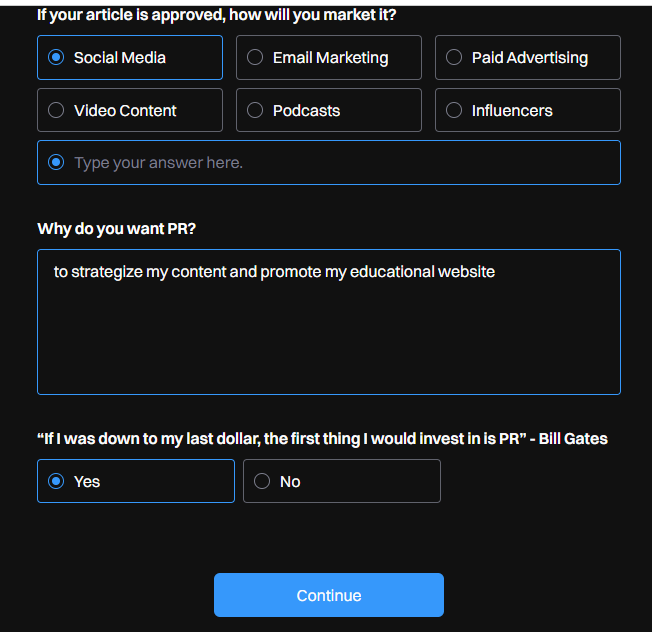 If your article is approved, how will you market it?
Social Media
Email Marketing
Paid Advertising
Video Content
Podcasts
Influencers
Type your answer here.
Why do you want PR?
to strategize my content and promote my educational website
“If I was down to my last dollar, the first thing I would invest in is PR” - Bill Gates
Yes
No
Continue